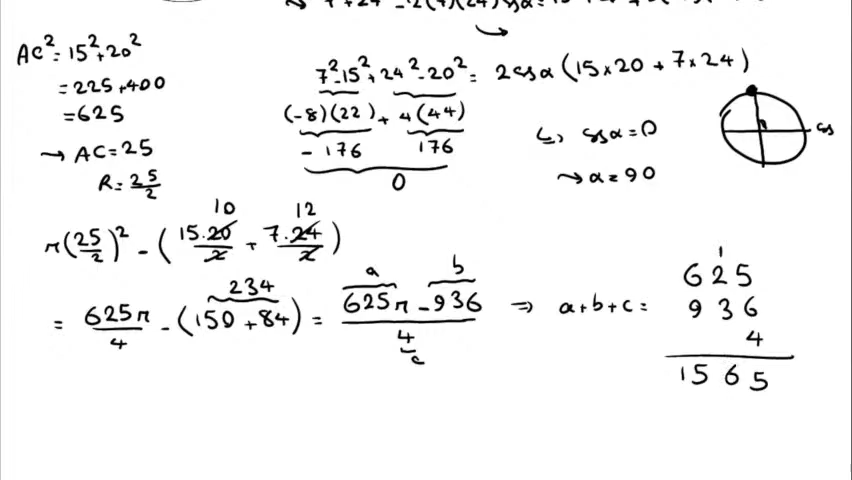 AC² = 15² + 20²
= 225 + 400
= 625
→ AC = 25
R = 25/2
7² - 15² + 24² - 20² = 2cosα (15×20 + 7×24)
(-8)(22) + 4(44)
-176 176
0
↳ cosα = 0
→ α = 90
cos
10 12
π(25/2)² - (15.20/2 + 7.24/2)
234
a b
= 625π/4 - (150 + 84) = 625π - 936 / 4 ⇒ a+b+c =
c
1
625
936
4
1565